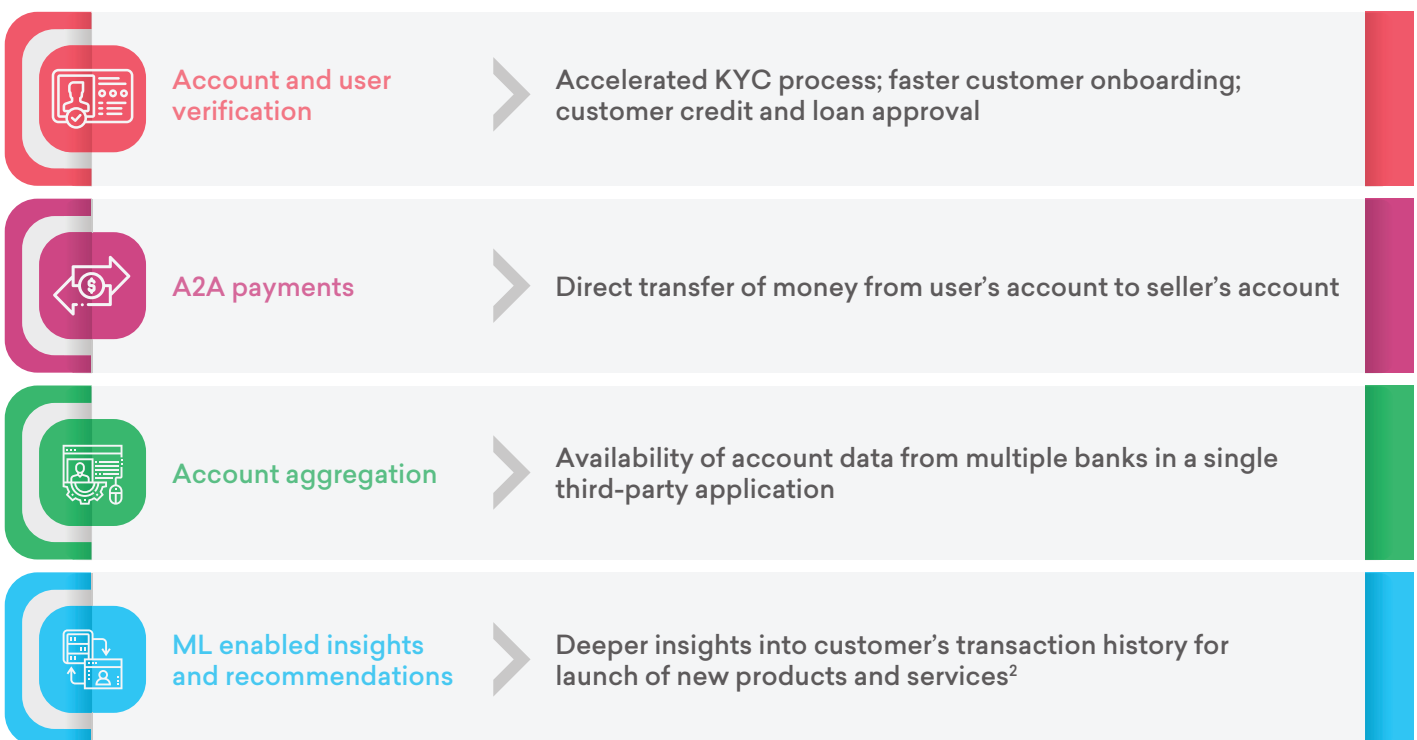 Account and user
verification
Accelerated KYC process; faster customer onboarding;
customer credit and loan approval
A2A payments
Direct transfer of money from user’s account to seller’s account
Account aggregation
Availability of account data from multiple banks in a single
third-party application
ML enabled insights
and recommendations
Deeper insights into customer’s transaction history for
launch of new products and services²